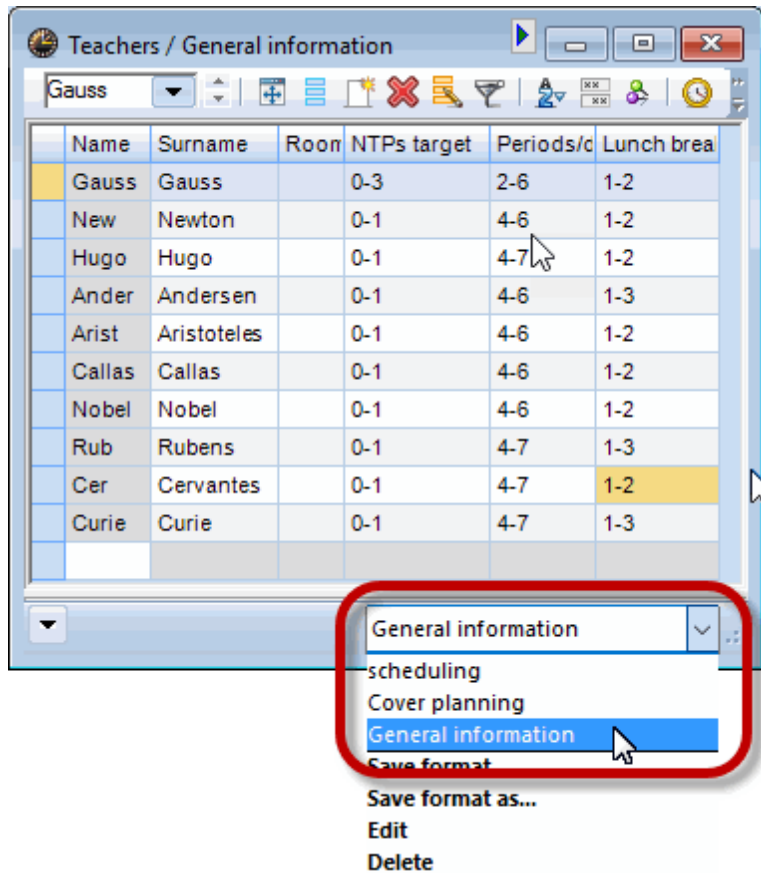 Teachers / General information
Gauss
Name Surname Room NTPs target Periods/d Lunch brea
Gauss Gauss 0-3 2-6 1-2
New Newton 0-1 4-6 1-2
Hugo Hugo 0-1 4-7 1-2
Ander Andersen 0-1 4-6 1-3
Arist Aristoteles 0-1 4-6 1-2
Callas Callas 0-1 4-6 1-2
Nobel Nobel 0-1 4-6 1-2
Rub Rubens 0-1 4-7 1-3
Cer Cervantes 0-1 4-7 1-2
Curie Curie 0-1 4-7 1-3
General information
scheduling
Cover planning
General information
Save format
Save format as...
Edit
Delete